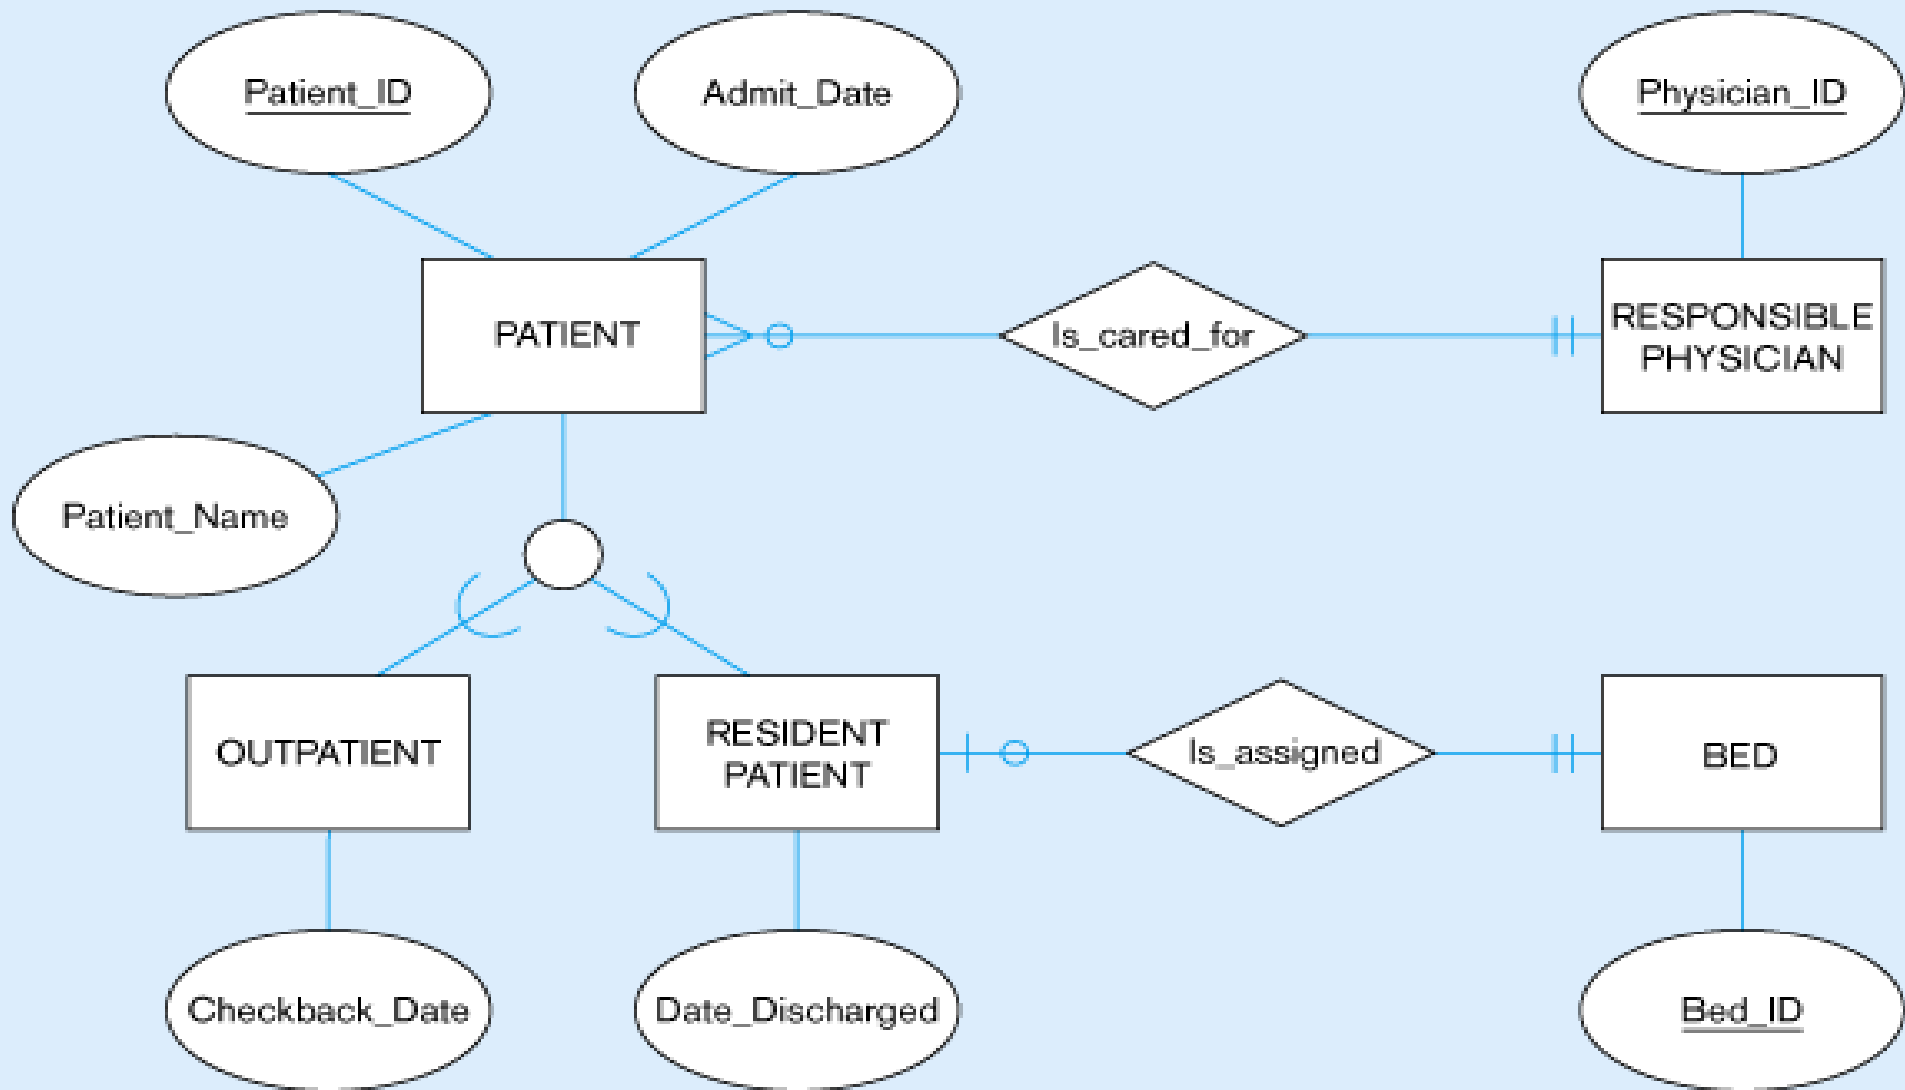 Patient_ID
Admit_Date
Physician_ID
PATIENT
Is_cared_for
RESPONSIBLE
PHYSICIAN
Patient_Name
OUTPATIENT
RESIDENT
PATIENT
Is_assigned
BED
Checkback_Date
Date_Discharged
Bed_ID